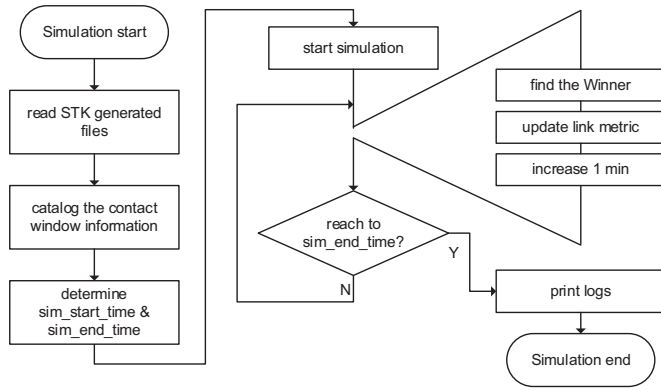 Simulation start
read STK generated
files
catalog the contact
window information
determine
sim_start_time &
sim_end_time
start simulation
find the Winner
update link metric
increase 1 min
reach to
sim_end_time?
Y
N
print logs
Simulation end